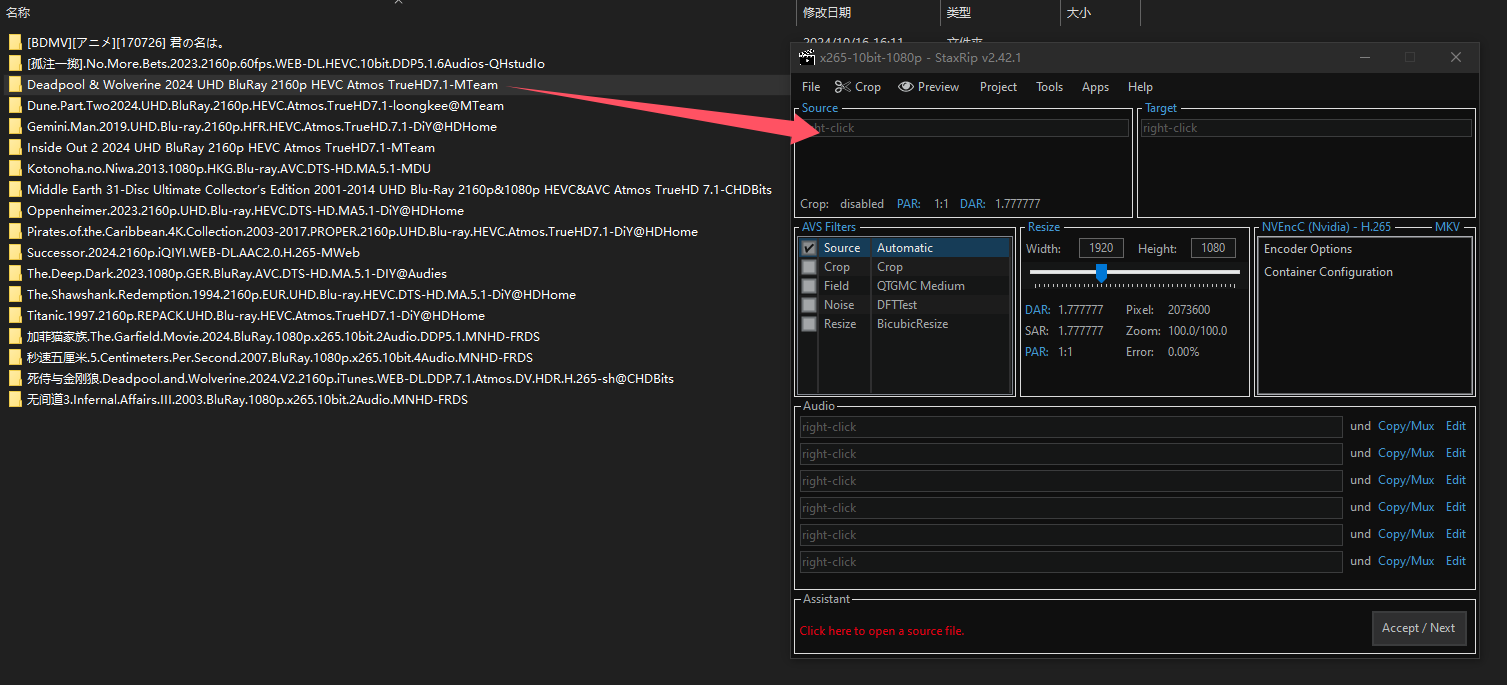 名称
修改日期
类型
大小
[BDMV][アニメ][170726] 君の名は。
[孤注一掷].No.More.Bets.2023.2160p.60fps.WEB-DL.HEVC.10bit.DDP5.1.6Audios-QHstudIo
Deadpool & Wolverine 2024 UHD BluRay 2160p HEVC Atmos TrueHD7.1-MTeam
Dune.Part.Two2024.UHD.BluRay.2160p.HEVC.Atmos.TrueHD7.1-loongkee@MTeam
Gemini.Man.2019.UHD.Blu-ray.2160p.HFR.HEVC.Atmos.TrueHD.7.1-DiY@HDHome
Inside Out 2 2024 UHD BluRay 2160p HEVC Atmos TrueHD7.1-MTeam
Kotonoha.no.Niwa.2013.1080p.HKG.Blu-ray.AVC.DTS-HD.MA.5.1-MDU
Middle Earth 31-Disc Ultimate Collector's Edition 2001-2014 UHD Blu-Ray 2160p&1080p HEVC&AVC Atmos TrueHD 7.1-CHDBits
Oppenheimer.2023.2160p.UHD.Blu-ray.HEVC.DTS-HD.MA5.1-DiY@HDHome
Pirates.of.the.Caribbean.4K.Collection.2003-2017.PROPER.2160p.UHD.Blu-ray.HEVC.Atmos.TrueHD7.1-DiY@HDHome
Successor.2024.2160p.iQIYI.WEB-DL.AAC2.0.H.265-MWeb
The.Deep.Dark.2023.1080p.GER.BluRay.AVC.DTS-HD.MA.5.1-DIY@Audies
The.Shawshank.Redemption.1994.2160p.EUR.UHD.Blu-ray.HEVC.DTS-HD.MA.5.1-DiY@HDHome
Titanic.1997.2160p.REPACK.UHD.Blu-ray.HEVC.Atmos.TrueHD7.1-DiY@HDHome
加菲猫家族.The.Garfield.Movie.2024.BluRay.1080p.x265.10bit.2Audio.DDP5.1.MNHD-FRDS
秒速五厘米.5.Centimeters.Per.Second.2007.BluRay.1080p.x265.10bit.4Audio.MNHD-FRDS
死侍与金刚狼.Deadpool.and.Wolverine.2024.V2.2160p.iTunes.WEB-DL.DDP.7.1.Atmos.DV.HDR.H.265-sh@CHDBits
无间道3.Infernal.Affairs.III.2003.BluRay.1080p.x265.10bit.2Audio.MNHD-FRDS
2024/10/16 16:11
文件夹
x265-10bit-1080p - StaxRip v2.42.1
File Crop Preview Project Tools Apps Help
Source
right-click
Crop: disabled PAR: 1:1 DAR: 1.777777
Target
right-click
AVS Filters
Source Automatic
Crop Crop
Field QTGMC Medium
Noise DFTTest
Resize BicubicResize
Resize
Width: 1920 Height: 1080
DAR: 1.777777 Pixel: 2073600
SAR: 1.777777 Zoom: 100.0/100.0
PAR: 1:1 Error: 0.00%
NVEncC (Nvidia) - H.265 MKV
Encoder Options
Container Configuration
Audio
right-click und Copy/Mux Edit
right-click und Copy/Mux Edit
right-click und Copy/Mux Edit
right-click und Copy/Mux Edit
right-click und Copy/Mux Edit
right-click und Copy/Mux Edit
Assistant
Click here to open a source file.
Accept / Next